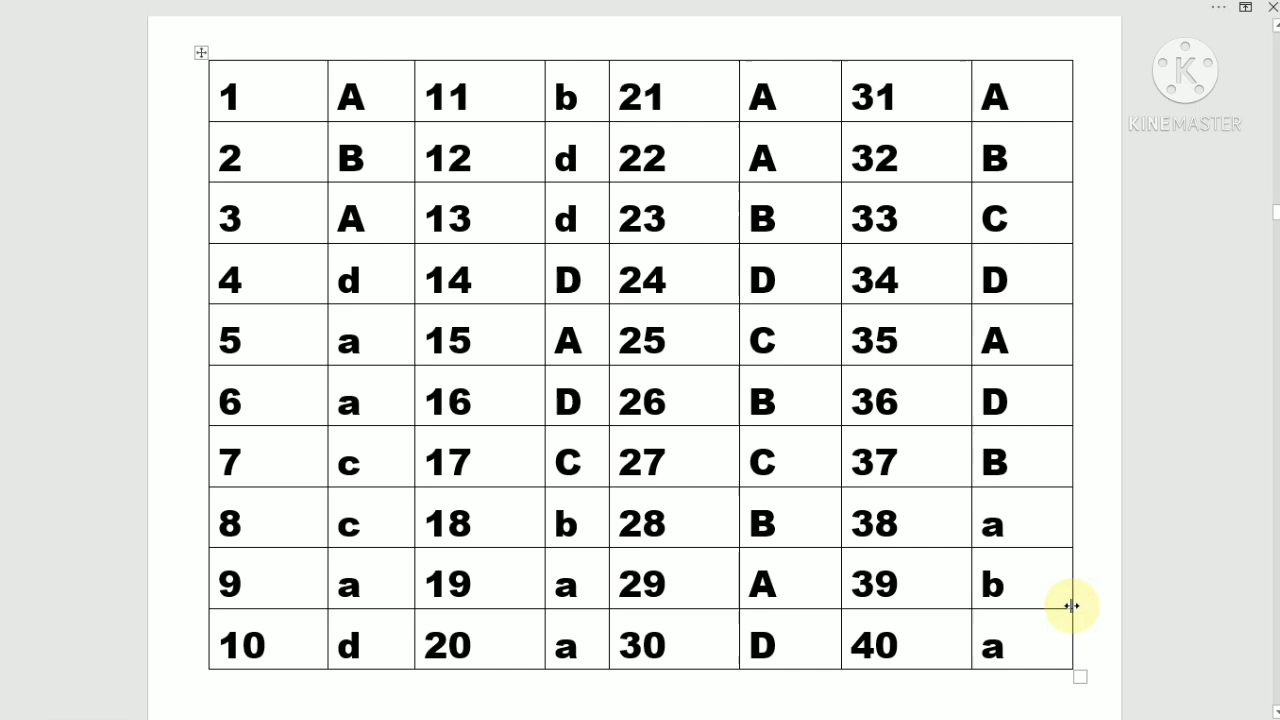 1 A 11 b 21 A 31 A
2 B 12 d 22 A 32 B
3 A 13 d 23 B 33 C
4 d 14 D 24 D 34 D
5 a 15 A 25 C 35 A
6 a 16 D 26 B 36 D
7 c 17 C 27 C 37 B
8 c 18 b 28 B 38 a
9 a 19 a 29 A 39 b
10 d 20 a 30 D 40 a
K
KINEMASTER